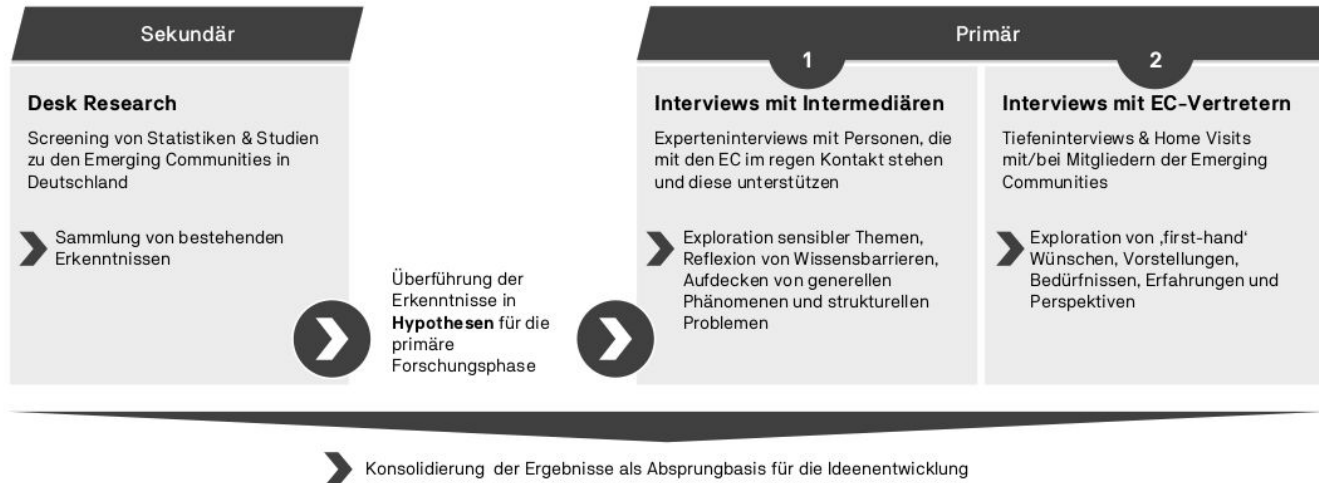 Sekundär
Desk Research
Screening von Statistiken & Studien
zu den Emerging Communities in
Deutschland
Sammlung von bestehenden
Erkenntnissen
Überführung der
Erkenntnisse in
Hypothesen für die
primäre
Forschungsphase
Primär
1
Interviews mit Intermediären
Experteninterviews mit Personen, die
mit den EC im regen Kontakt stehen
und diese unterstützen
Exploration sensibler Themen,
Reflexion von Wissensbarrieren,
Aufdecken von generellen
Phänomenen und strukturellen
Problemen
2
Interviews mit EC-Vertretern
Tiefeninterviews & Home Visits
mit/bei Mitgliedern der Emerging
Communities
Exploration von ‚first-hand‘
Wünschen, Vorstellungen,
Bedürfnissen, Erfahrungen und
Perspektiven
Konsolidierung der Ergebnisse als Absprungbasis für die Ideenentwicklung